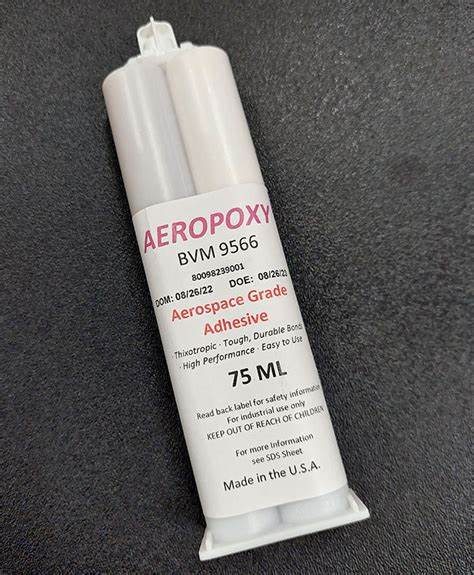 AEROPOXY
BVM 9566
80098239001
DOM: 08/26/22 DOE: 08/26/23
Aerospace Grade
Adhesive
· Thixotropic · Tough, Durable Bonds
· High Performance · Easy to Use
75 ML
Read back label for safety information
For industrial use only
KEEP OUT OF REACH OF CHILDREN
For more Information
see SDS Sheet
Made in the U.S.A.